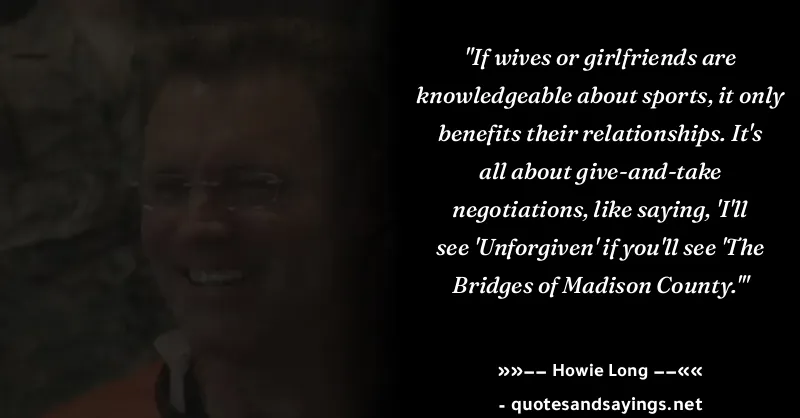 "If wives or girlfriends are
knowledgeable about sports, it only
benefits their relationships. It's
all about give-and-take
negotiations, like saying, 'I'll
see 'Unforgiven' if you'll see 'The
Bridges of Madison County.'"
»»−− Howie Long −−««
- quotesandsayings.net